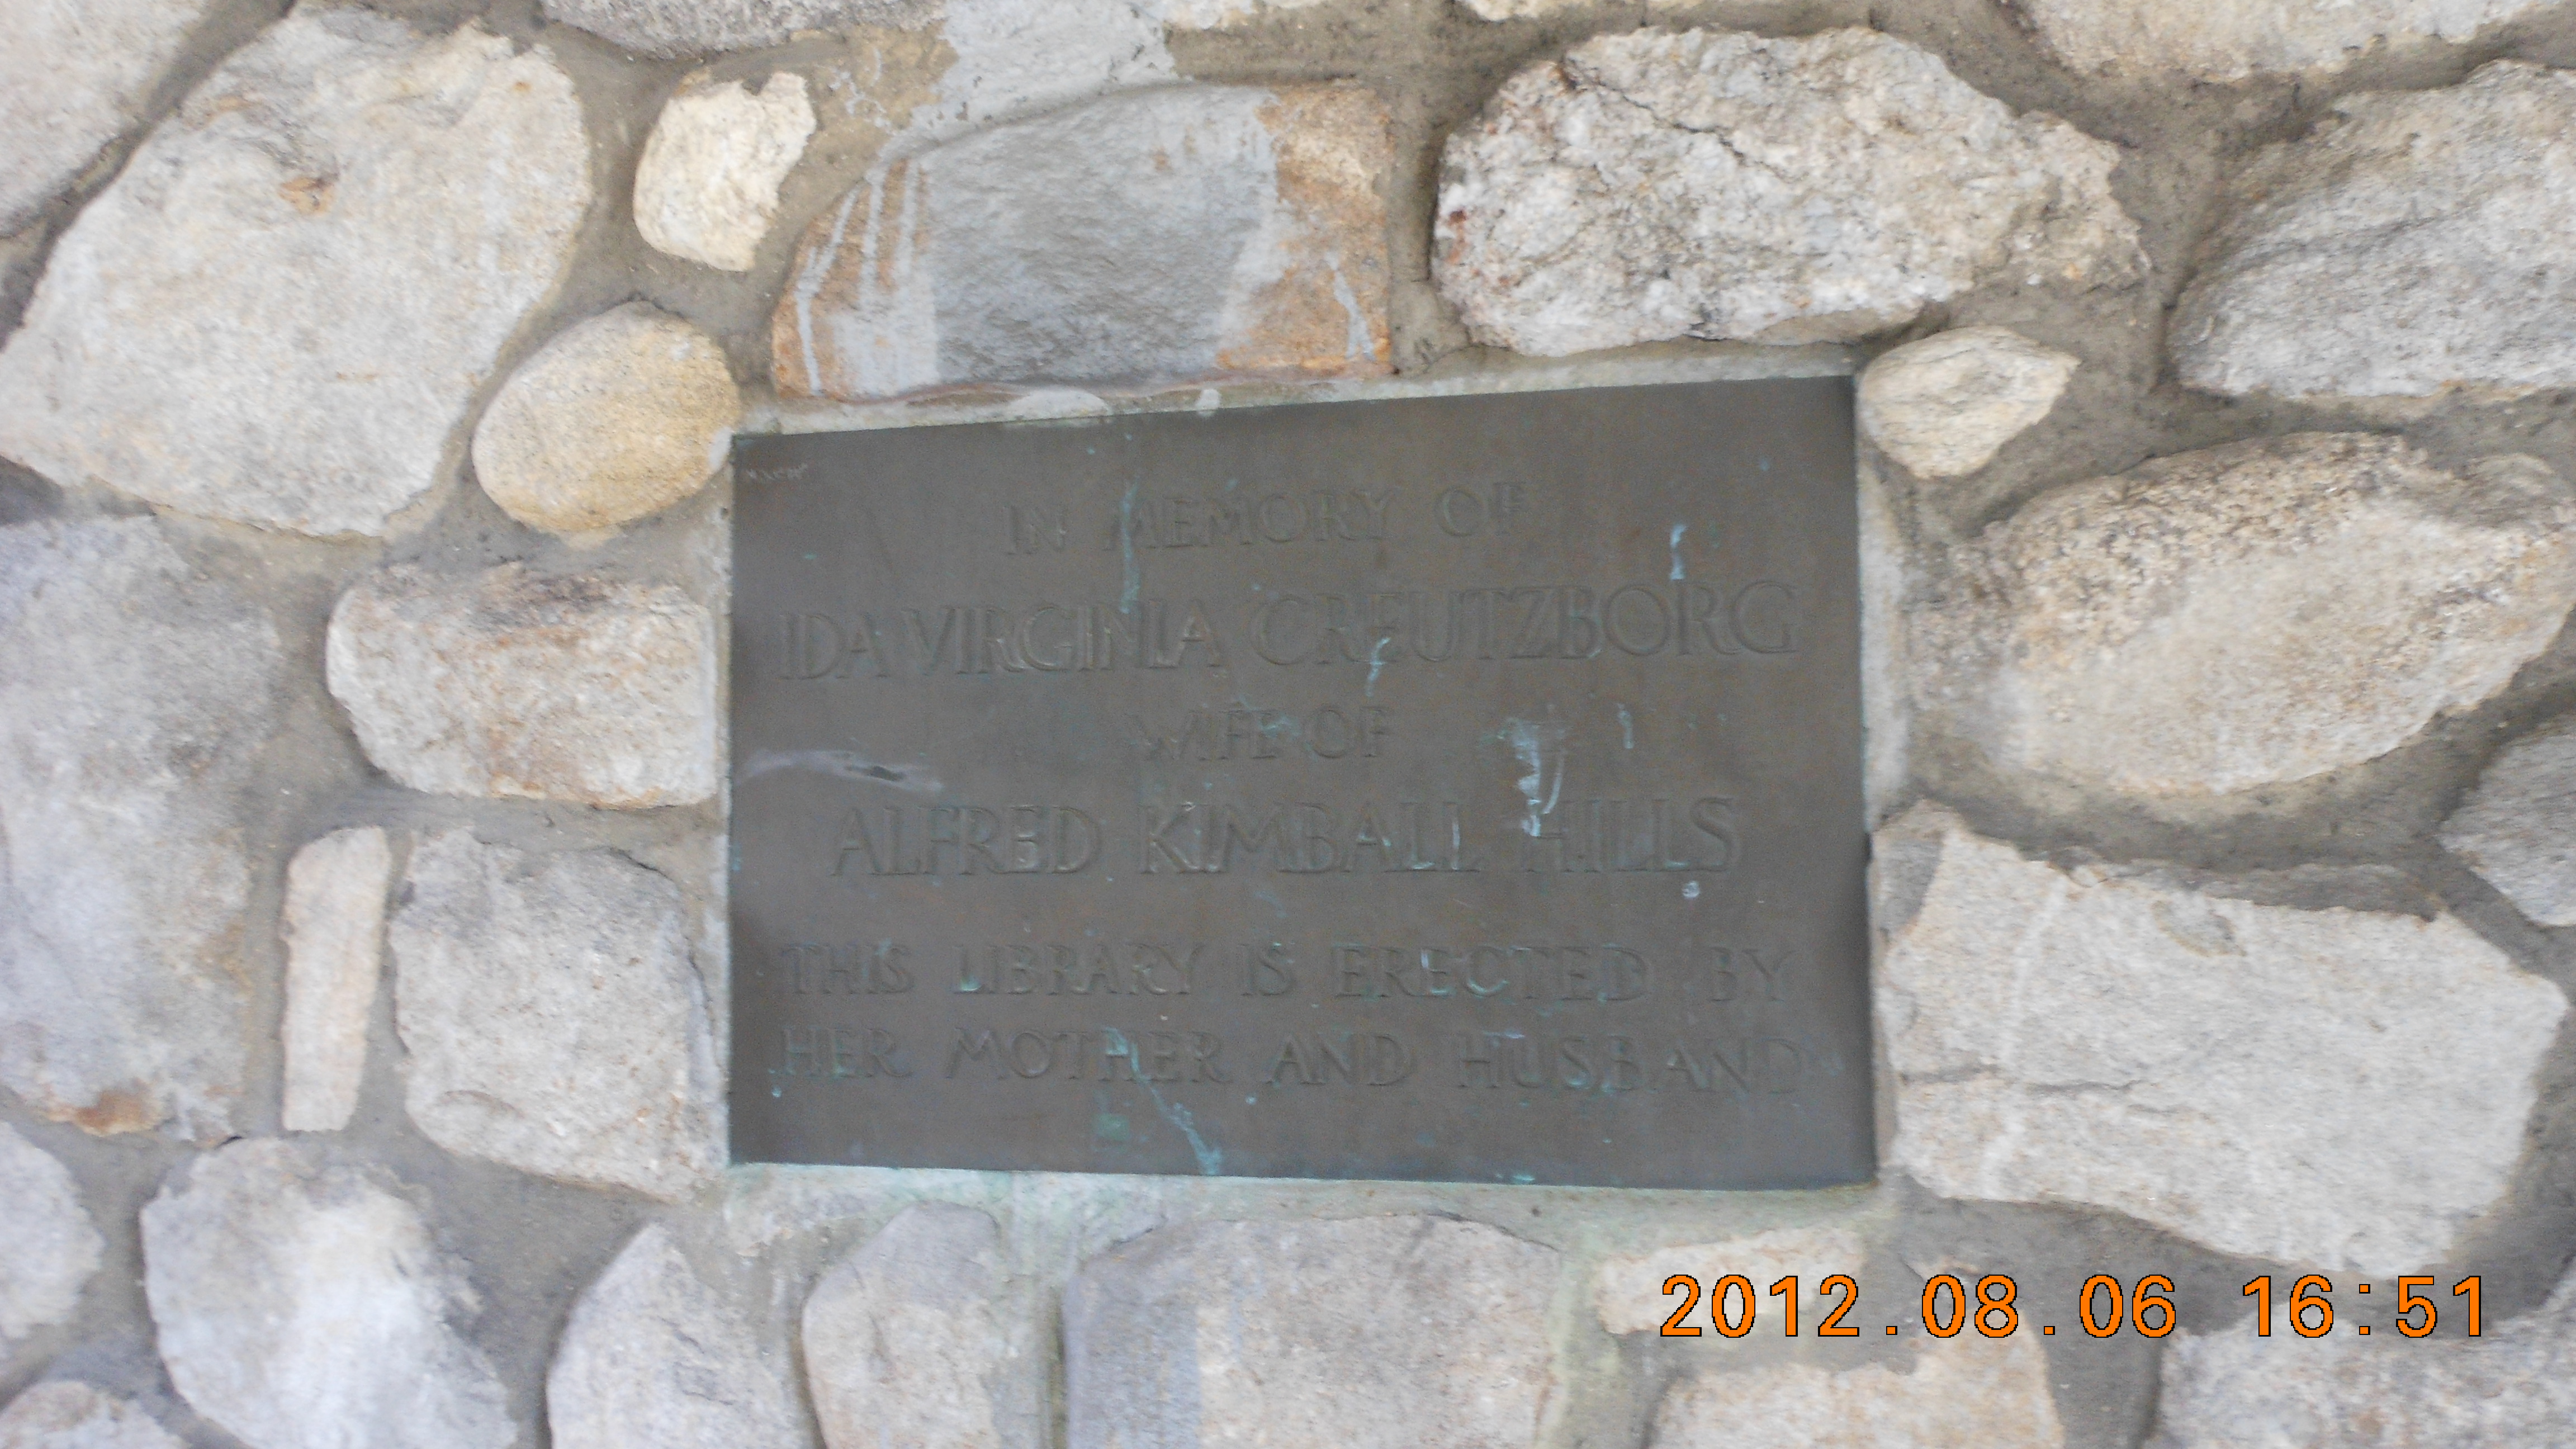 IN MEMORY OF
IDA VIRGINIA CREUTZBORG
WIFE OF
ALFRED KIMBALL HILLS
THIS LIBRARY IS ERECTED BY
HER MOTHER AND HUSBAND
2012.08.06 16:51